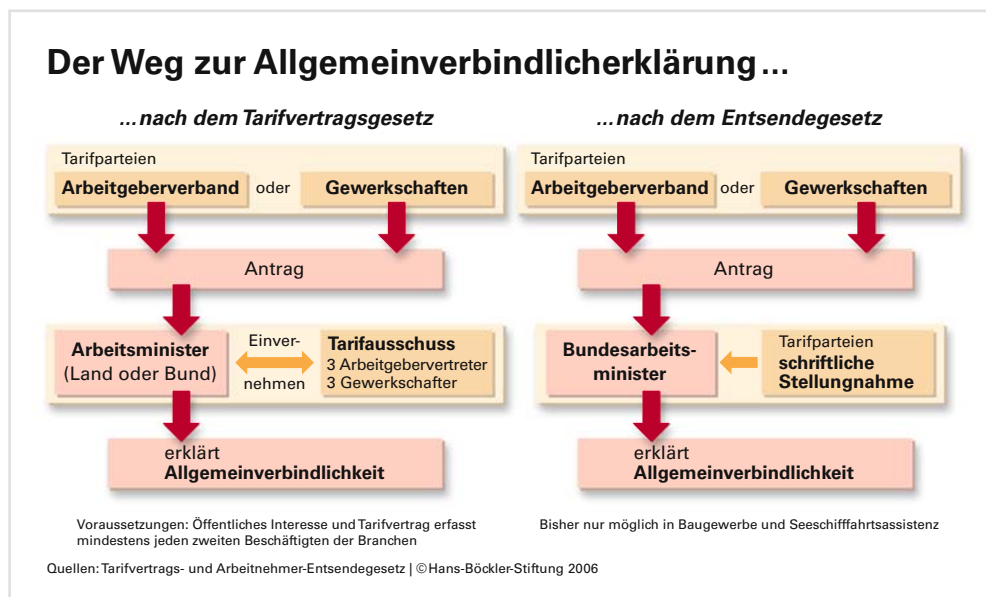 Der Weg zur Allgemeinverbindlicherklärung ...
... nach dem Tarifvertragsgesetz
Tarifparteien
Arbeitgeberverband oder Gewerkschaften
Antrag
Arbeitsminister
(Land oder Bund)
Einver-
nehmen
Tarifausschuss
3 Arbeitgebervertreter
3 Gewerkschafter
erklärt
Allgemeinverbindlichkeit
Voraussetzungen: Öffentliches Interesse und Tarifvertrag erfasst
mindestens jeden zweiten Beschäftigten der Branchen
... nach dem Entsendegesetz
Tarifparteien
Arbeitgeberverband oder Gewerkschaften
Antrag
Bundesarbeits-
minister
Tarifparteien
schriftliche
Stellungnahme
erklärt
Allgemeinverbindlichkeit
Bisher nur möglich in Baugewerbe und Seeschifffahrtsassistenz
Quellen: Tarifvertrags- und Arbeitnehmer-Entsendegesetz | © Hans-Böckler-Stiftung 2006